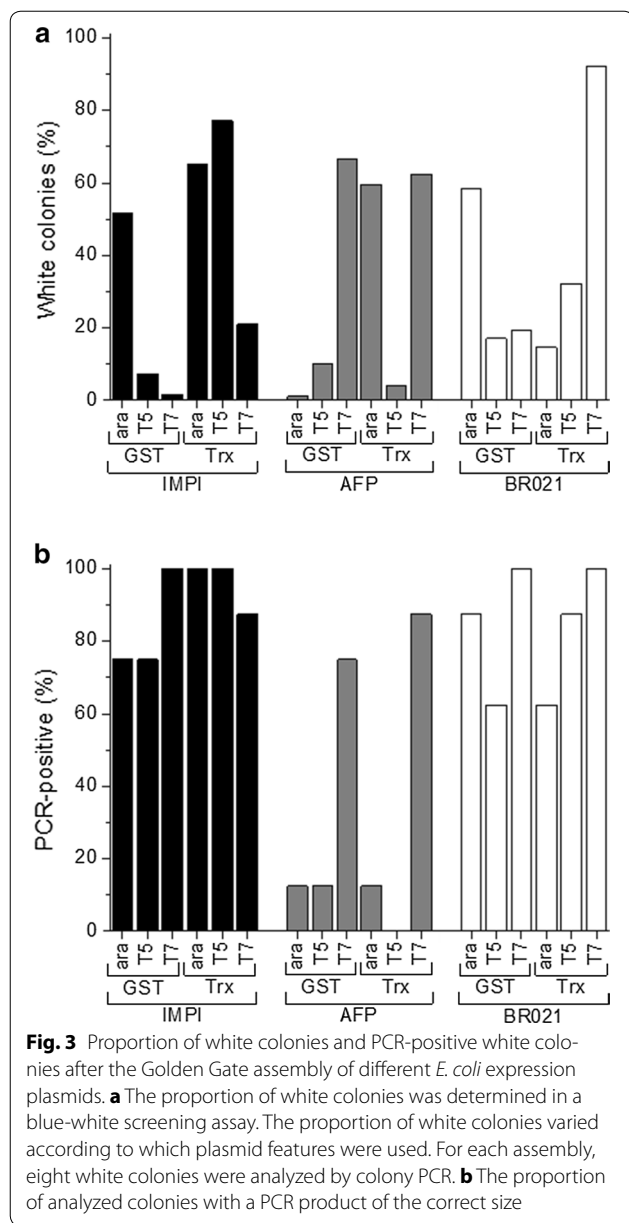 a
100
80
60
40
20
0
White colonies (%)
ara T5 T7 ara T5 T7 ara T5 T7 ara T5 T7 ara T5 T7 ara T5 T7
GST Trx GST Trx GST Trx
IMPI AFP BR021
b
100
80
60
40
20
0
PCR-positive (%)
ara T5 T7 ara T5 T7 ara T5 T7 ara T5 T7 ara T5 T7 ara T5 T7
GST Trx GST Trx GST Trx
IMPI AFP BR021
Fig. 3 Proportion of white colonies and PCR-positive white colo-
nies after the Golden Gate assembly of different E. coli expression
plasmids. a The proportion of white colonies was determined in a
blue-white screening assay. The proportion of white colonies varied
according to which plasmid features were used. For each assembly,
eight white colonies were analyzed by colony PCR. b The proportion
of analyzed colonies with a PCR product of the correct size